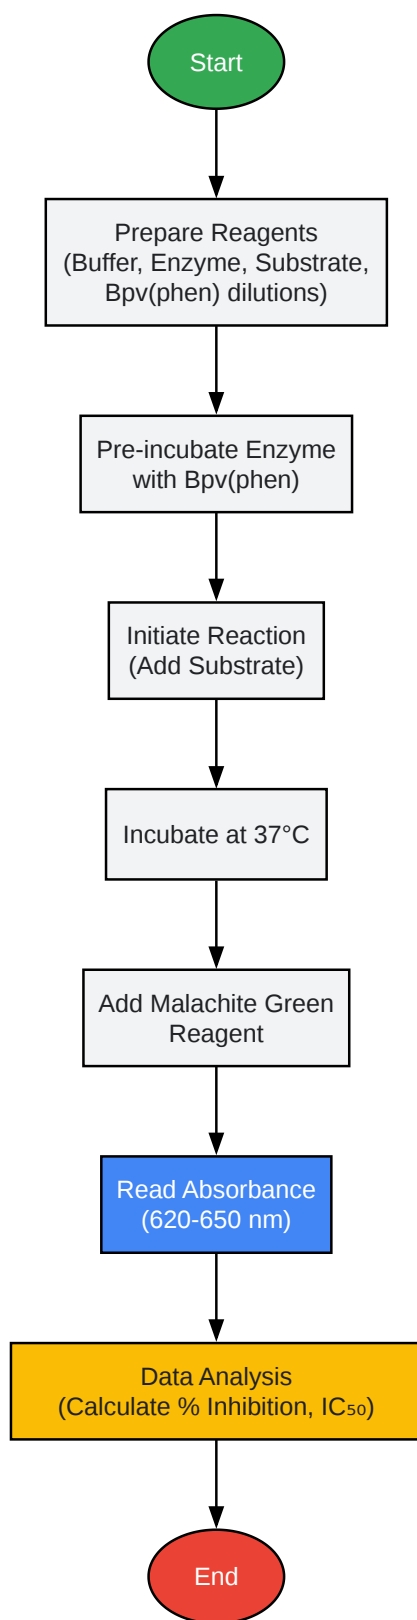 Start
Prepare Reagents
(Buffer, Enzyme, Substrate,
Bpv(phen) dilutions)
Pre-incubate Enzyme
with Bpv(phen)
Initiate Reaction
(Add Substrate)
Incubate at 37°C
Add Malachite Green
Reagent
Read Absorbance
(620-650 nm)
Data Analysis
(Calculate % Inhibition, IC₅₀)
End